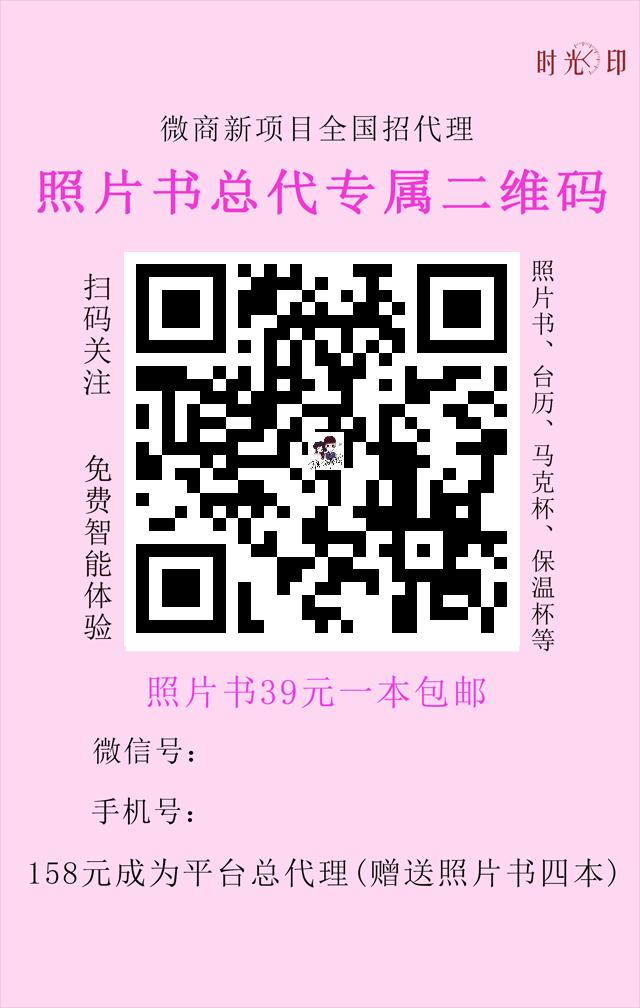 时光印
微商新项目全国招代理
照片书总代专属二维码
扫码关注 免费智能体验
照片书、台历、马克杯、保温杯等
照片书39元一本包邮
微信号：
手机号：
158元成为平台总代理(赠送照片书四本)